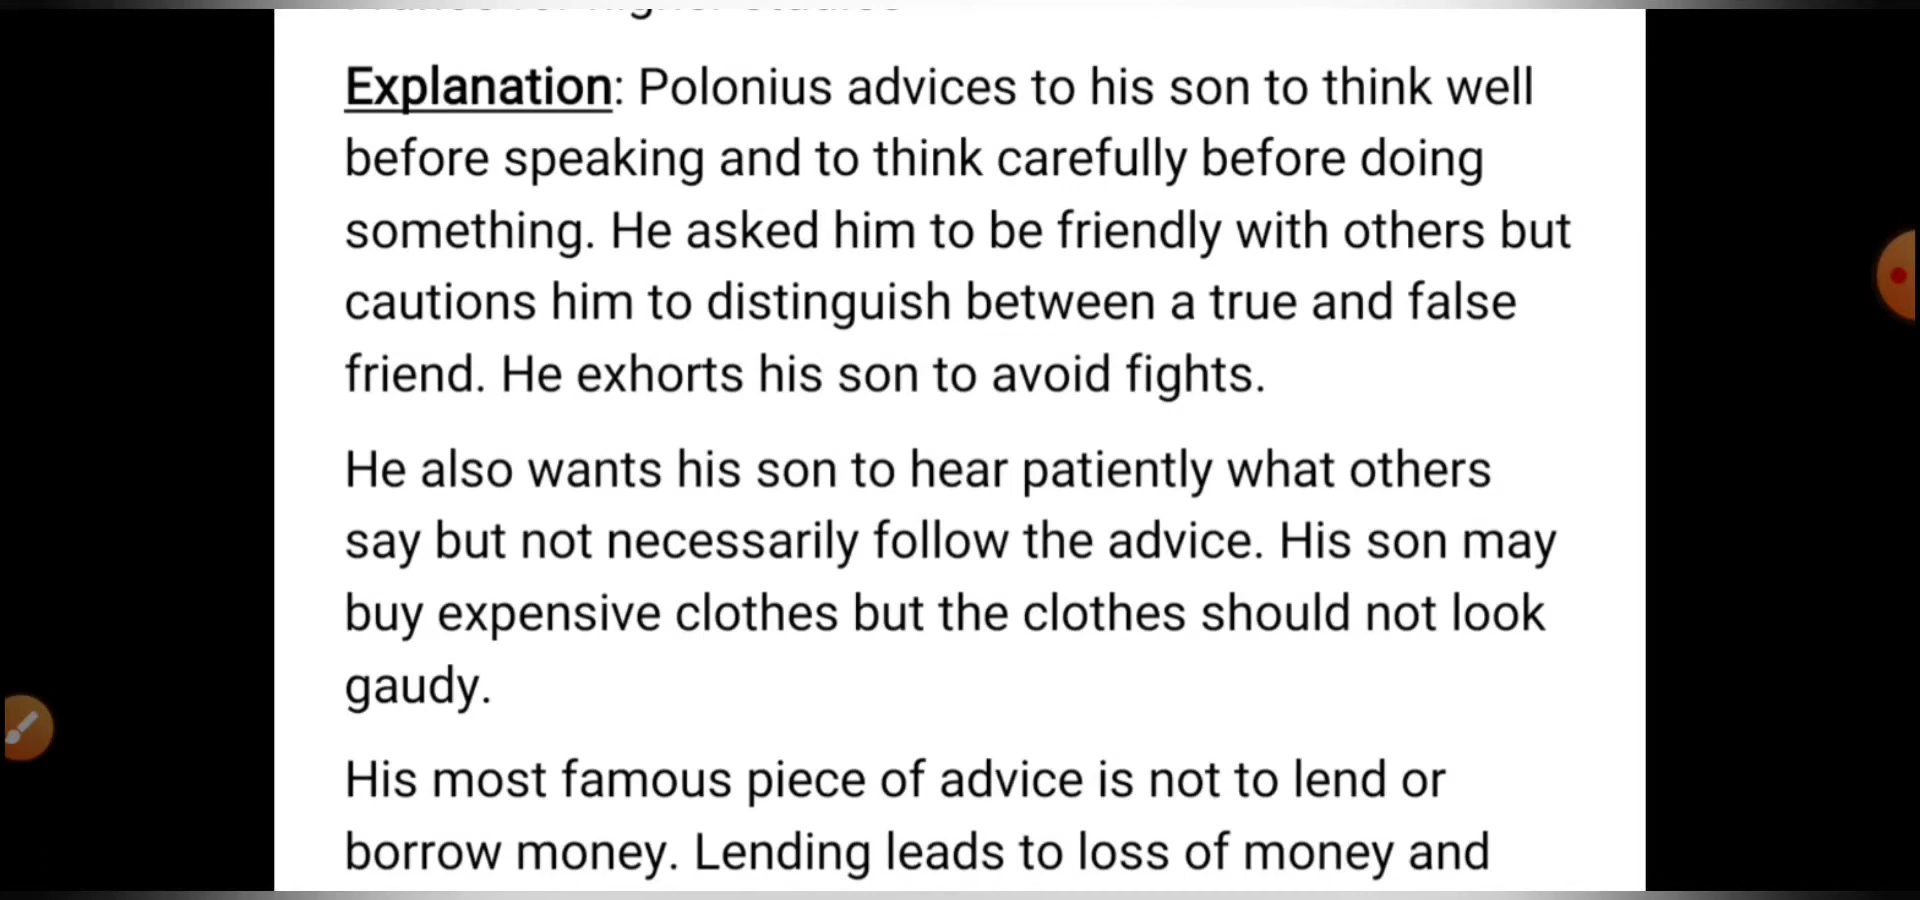 Explanation: Polonius advices to his son to think well
before speaking and to think carefully before doing
something. He asked him to be friendly with others but
cautions him to distinguish between a true and false
friend. He exhorts his son to avoid fights.
He also wants his son to hear patiently what others
say but not necessarily follow the advice. His son may
buy expensive clothes but the clothes should not look
gaudy.
His most famous piece of advice is not to lend or
borrow money. Lending leads to loss of money and